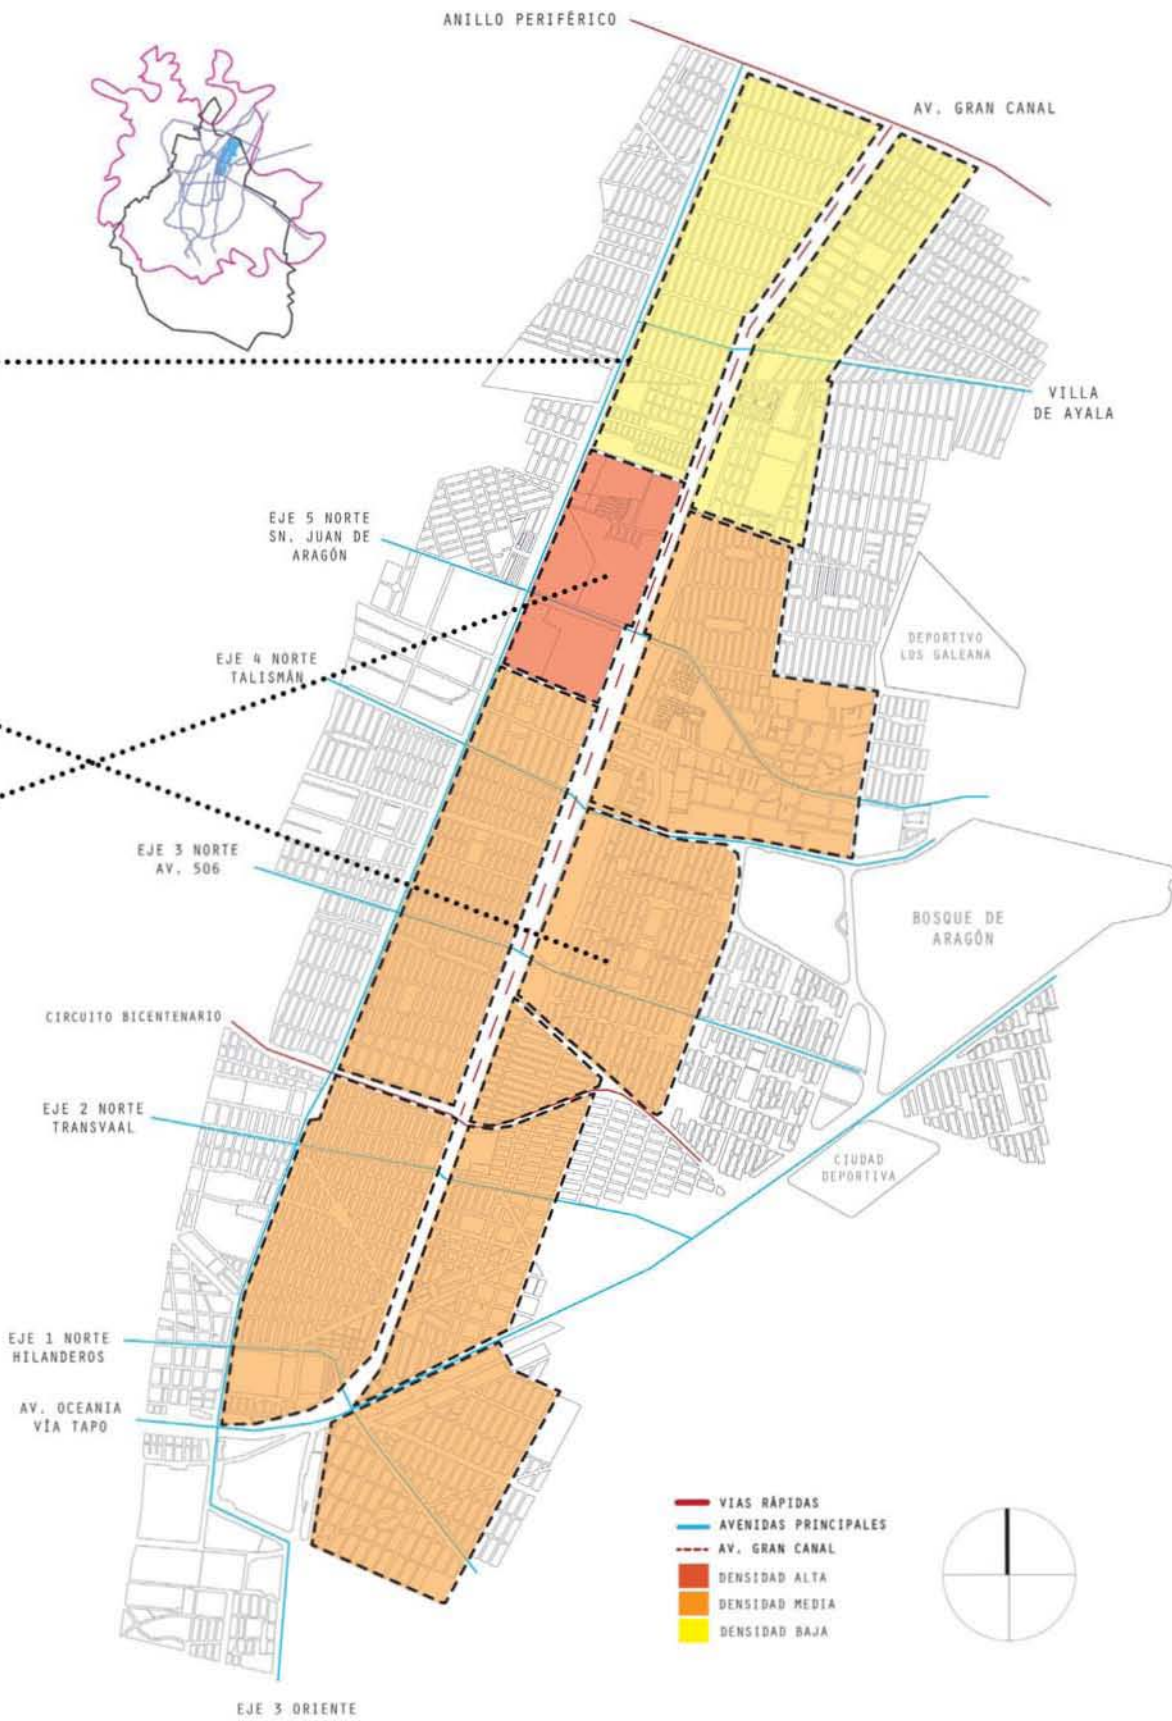 ANILLO PERIFÉRICO
AV. GRAN CANAL
VILLA
DE AYALA
EJE 5 NORTE
SN. JUAN DE
ARAGÓN
DEPORTIVO
LOS GALEANA
EJE 4 NORTE
TALISMÁN
EJE 3 NORTE
AV. 506
BOSQUE DE
ARAGÓN
CIRCUITO BICENTENARIO
EJE 2 NORTE
TRANSVAAL
CIUDAD
DEPORTIVA
EJE 1 NORTE
HILANDEROS
AV. OCEANIA
VÍA TAPO
VIAS RÁPIDAS
AVENIDAS PRINCIPALES
AV. GRAN CANAL
DENSIDAD ALTA
DENSIDAD MEDIA
DENSIDAD BAJA
EJE 3 ORIENTE